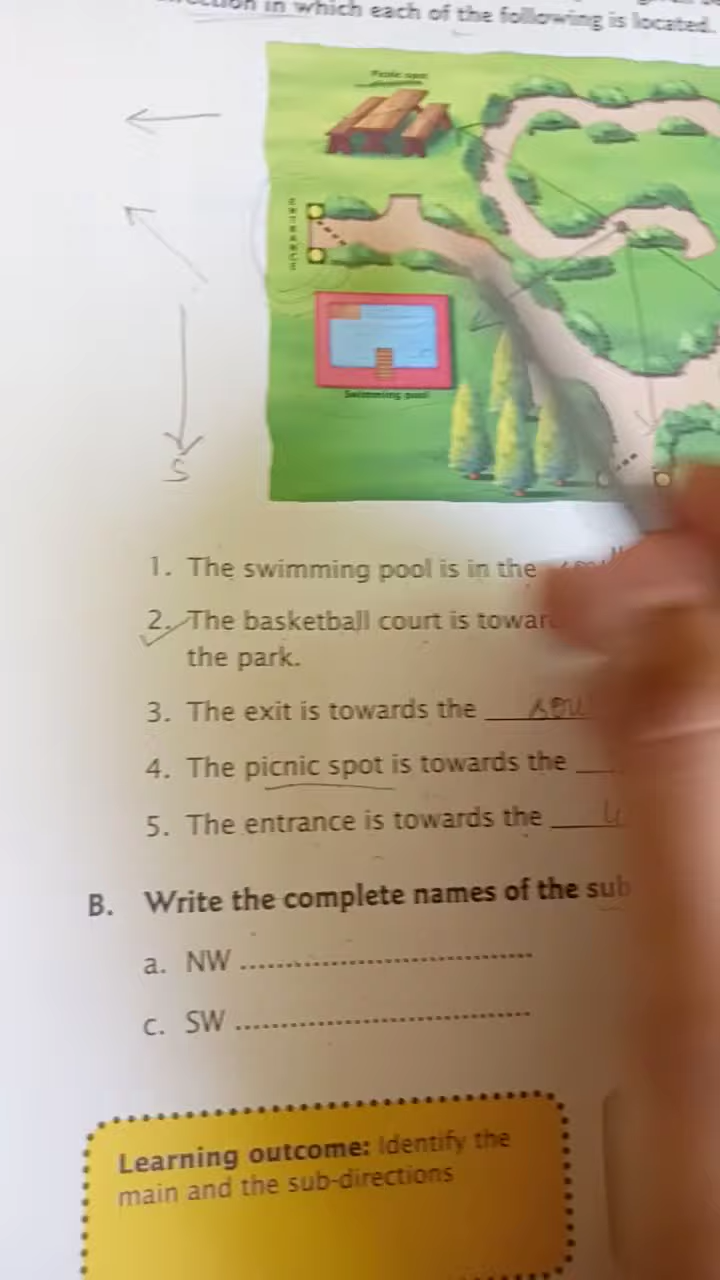 in which each of the following is located.
Picnic spot
ENTRANCE
Swimming pool
S
1. The swimming pool is in the
2. The basketball court is
the park.
3. The exit is towards the
4. The picnic spot is towards the
5. The entrance is towards the
B. Write the complete names of the
a. NW
c. SW
Learning outcome: Identify the
main and the sub-directions